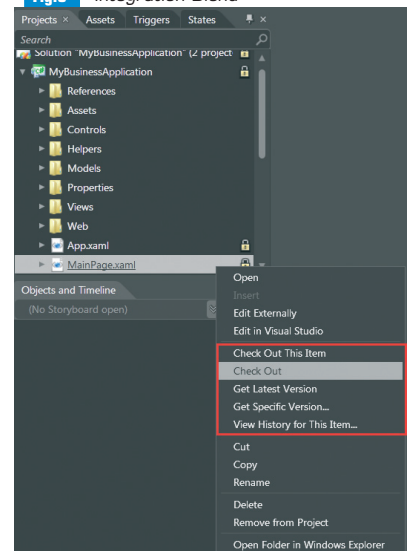 Integration Blend
Projects × Assets Triggers States ×
Search
Solution "MyBusinessApplication" (2 project
MyBusinessApplication
References
Assets
Controls
Helpers
Models
Properties
Views
Web
App.xaml
MainPage.xaml
Objects and Timeline
(No Storyboard open)
Open
Insert
Edit Externally
Edit in Visual Studio
Check Out This Item
Check Out
Get Latest Version
Get Specific Version...
View History for This Item...
Cut
Copy
Rename
Delete
Remove from Project
Open Folder in Windows Explorer